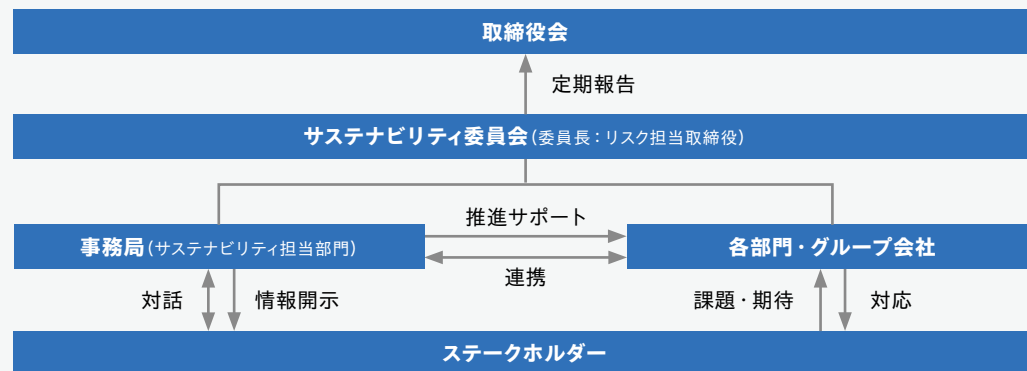 取締役会
定期報告
サステナビリティ委員会(委員長：リスク担当取締役)
推進サポート
事務局(サステナビリティ担当部門)
各部門・グループ会社
連携
対話
情報開示
課題・期待
対応
ステークホルダー